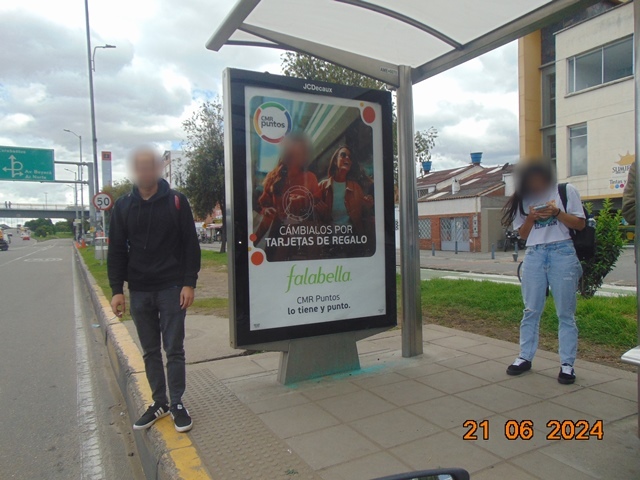 JCDecaux
CMR
puntos
CÁMBIALOS POR
TARJETAS DE REGALO
falabella.
CMR Puntos
lo tiene y punto.
50
21 06 2024